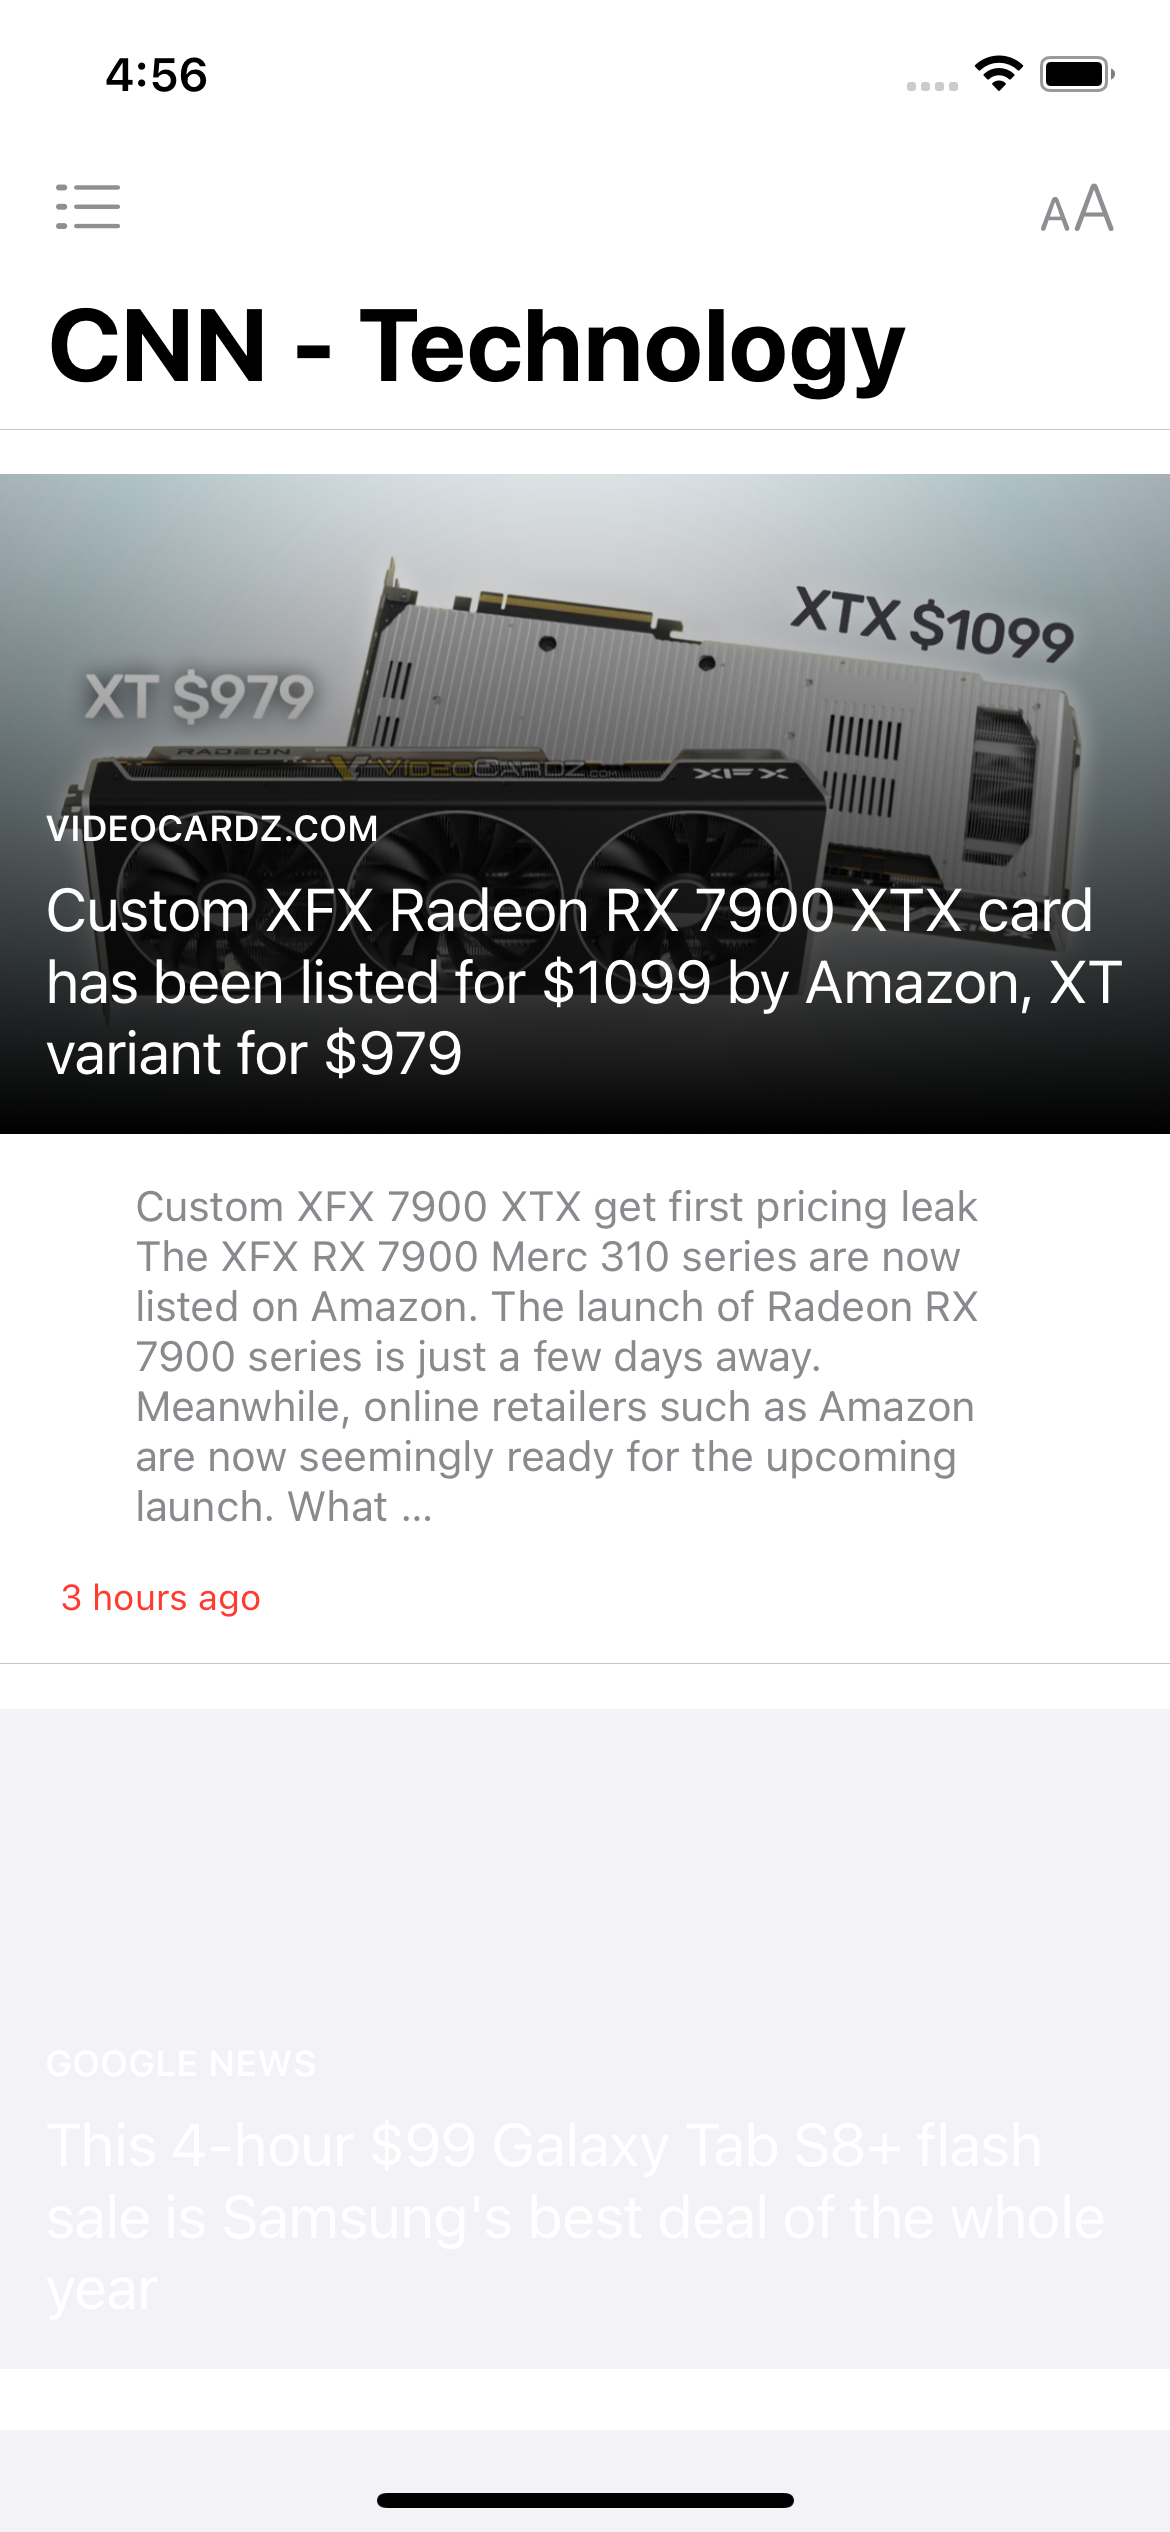 4:56
AA
CNN - Technology
XTX $1099
XT $979
RADEON
VIDEOCARDZ.COM
XFX
VIDEOCARDZ.COM
Custom XFX Radeon RX 7900 XTX card
has been listed for $1099 by Amazon, XT
variant for $979
Custom XFX 7900 XTX get first pricing leak
The XFX RX 7900 Merc 310 series are now
listed on Amazon. The launch of Radeon RX
7900 series is just a few days away.
Meanwhile, online retailers such as Amazon
are now seemingly ready for the upcoming
launch. What ...
3 hours ago
GOOGLE NEWS
This 4-hour $99 Galaxy Tab S8+ flash
sale is Samsung's best deal of the whole
year